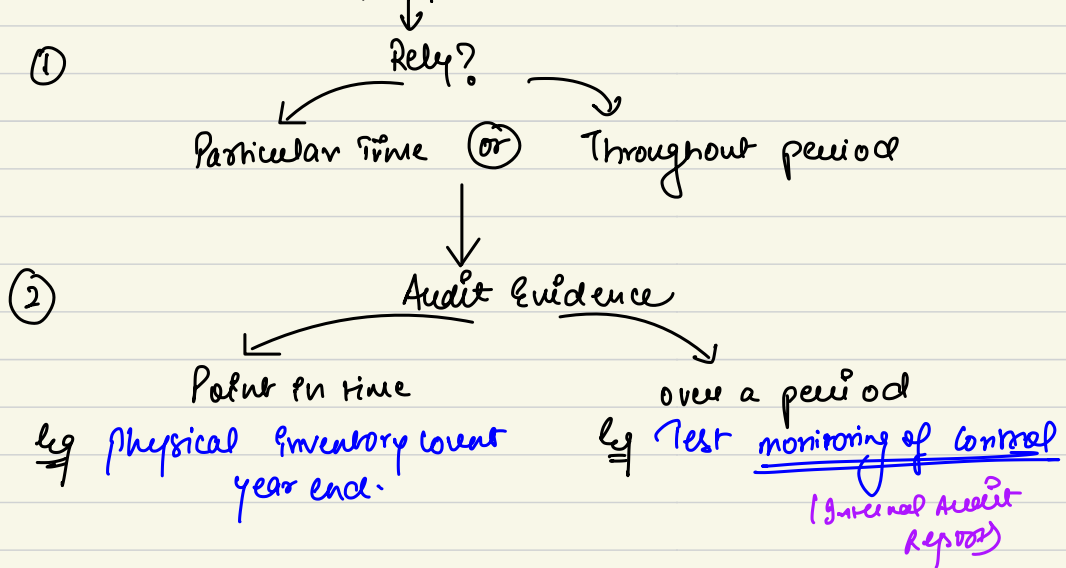 ① Rely?
Particular Time or Throughout period
② Audit Evidence
Point in time over a period
eg Physical Inventory count eg Test monitoring of Control
year end.
(Internal Audit
Report)